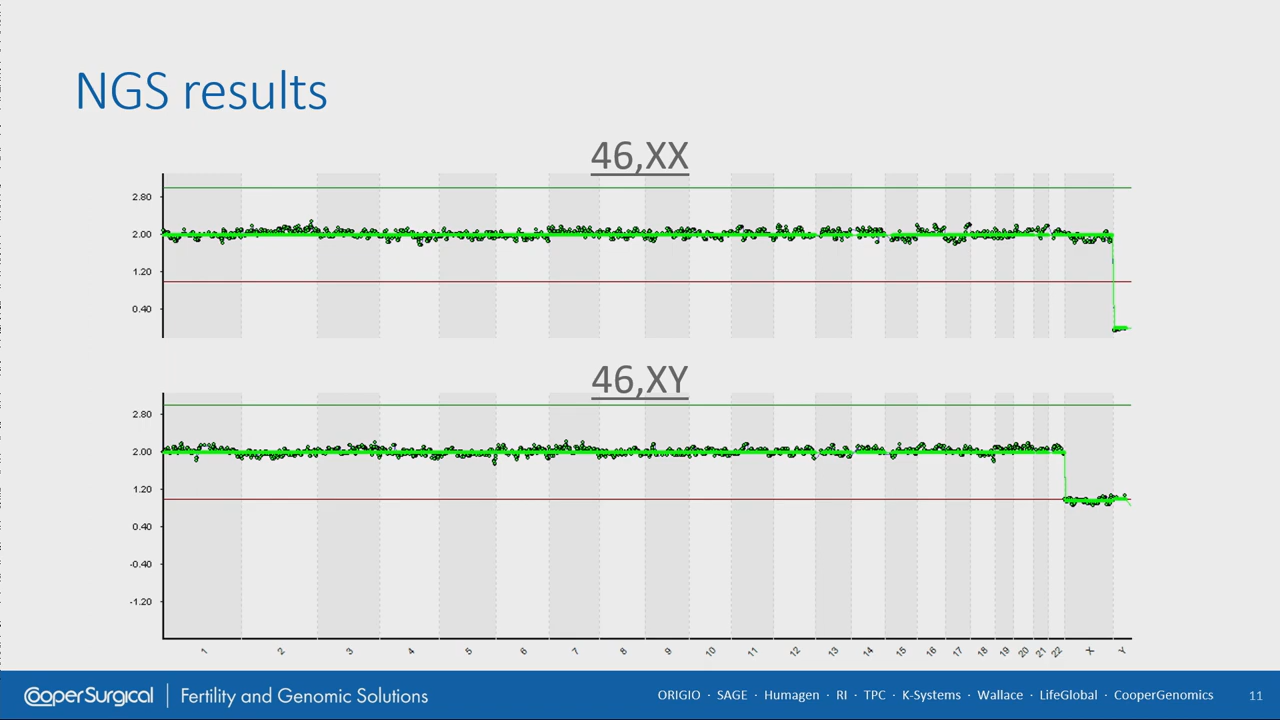 NGS results
46,XX
2.80
2.00
1.20
0.40
46,XY
2.80
2.00
1.20
0.40
-0.40
-1.20
1 2 3 4 5 6 7 8 9 10 11 12 13 14 15 16 17 18 19 20 21 22 X Y
CooperSurgical Fertility and Genomic Solutions ORIGIO · SAGE · Humagen · RI · TPC · K-Systems · Wallace · LifeGlobal · CooperGenomics 11